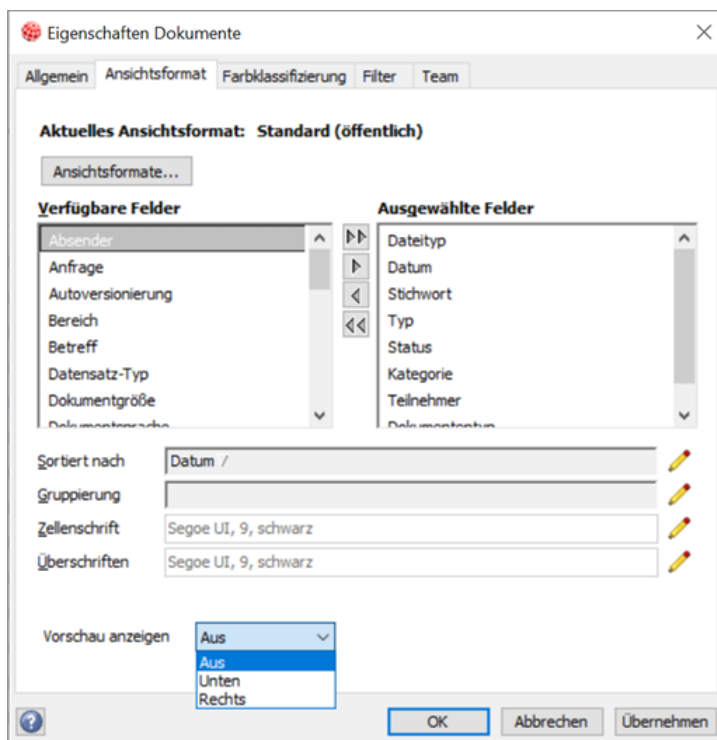 Eigenschaften Dokumente
Allgemein Ansichtsformat Farbklassifizierung Filter Team
Aktuelles Ansichtsformat: Standard (öffentlich)
Ansichtsformate...
Verfügbare Felder
Absender
Anfrage
Autoversionierung
Bereich
Betreff
Datensatz-Typ
Dokumentgröße
Dokumentsprache
Ausgewählte Felder
Dateityp
Datum
Stichwort
Typ
Status
Kategorie
Teilnehmer
Dokumententyp
Sortiert nach Datum /
Gruppierung
Zellenschrift Segoe UI, 9, schwarz
Überschriften Segoe UI, 9, schwarz
Vorschau anzeigen Aus
Aus
Unten
Rechts
? OK Abbrechen Übernehmen